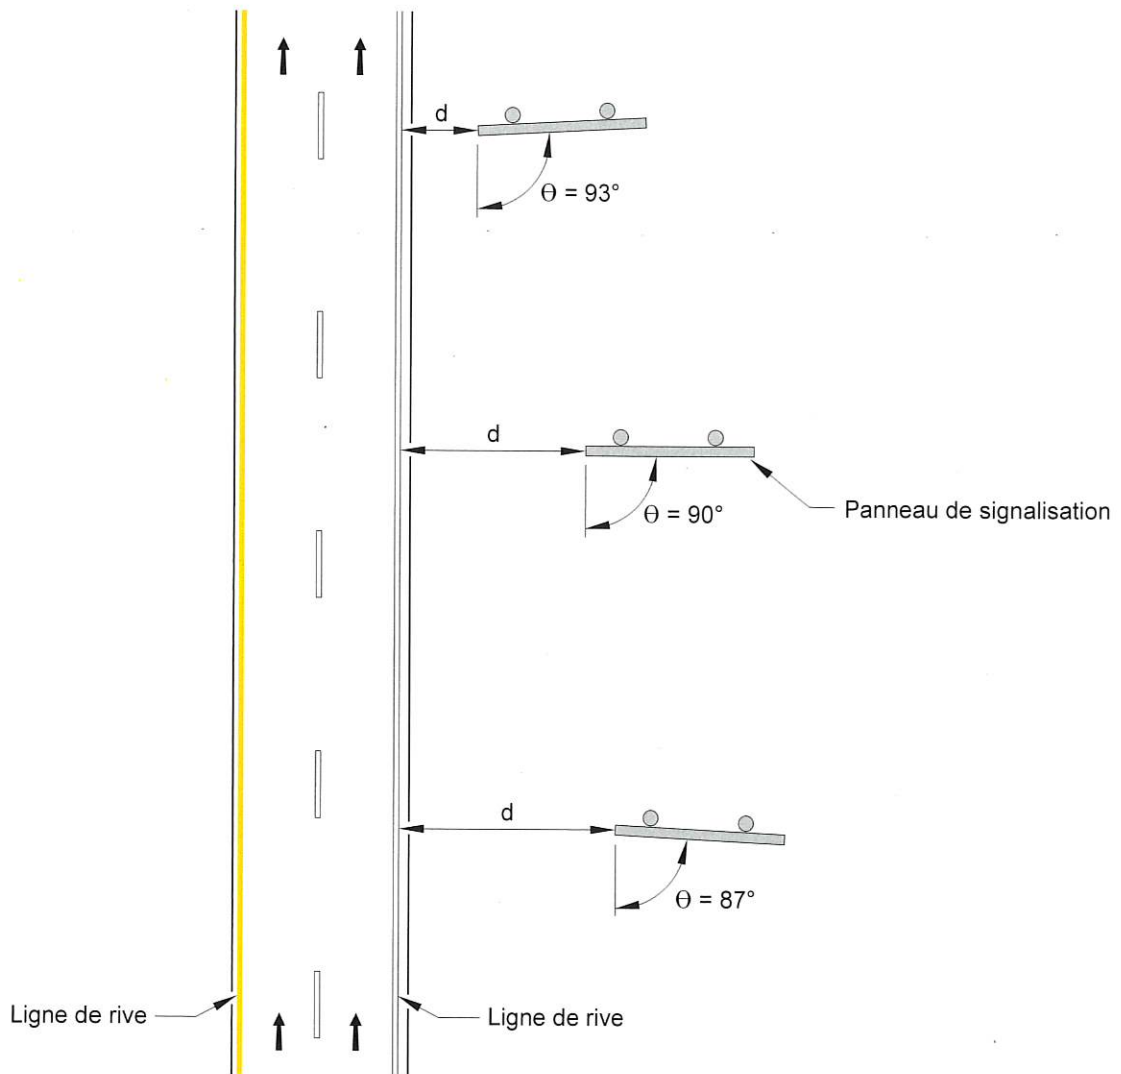 d
Θ = 93°
d
Θ = 90°
Panneau de signalisation
d
Θ = 87°
Ligne de rive
Ligne de rive